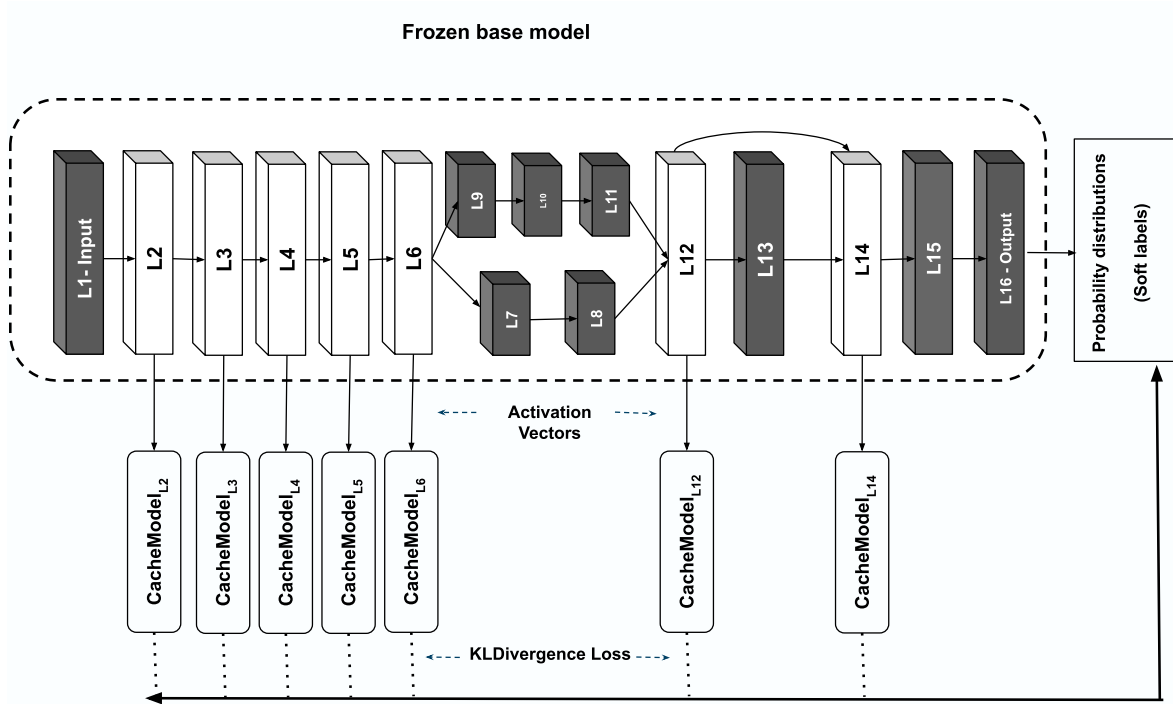 Frozen base model
L1- Input
L2
L3
L4
L5
L6
L9
L10
L11
L7
L8
L12
L13
L14
L15
L16 - Output
Probability distributions
(Soft labels)
Activation
Vectors
CacheModelL2
CacheModelL3
CacheModelL4
CacheModelL5
CacheModelL6
CacheModelL12
CacheModelL14
KLDivergence Loss